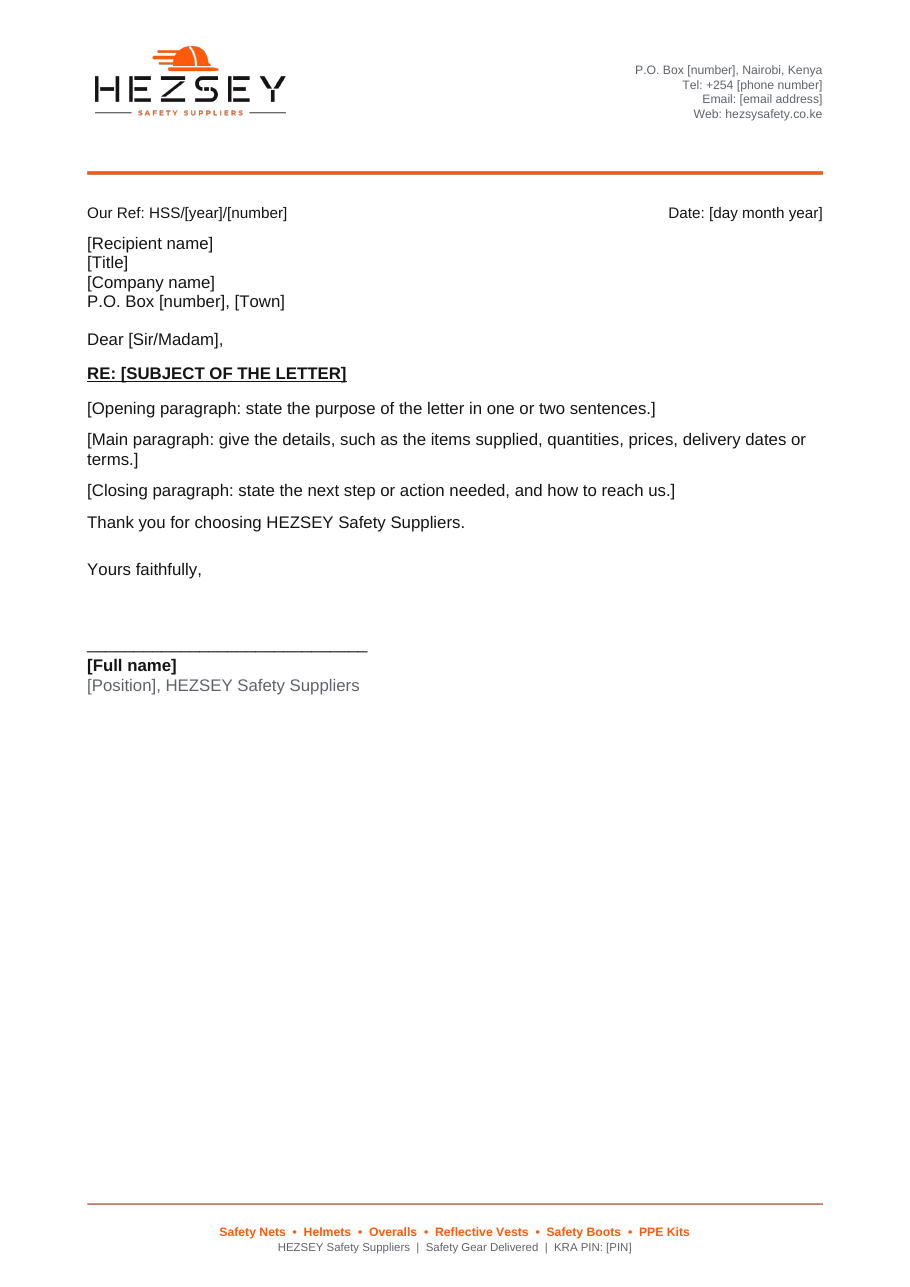 HEZSEY
SAFETY SUPPLIERS
P.O. Box [number], Nairobi, Kenya
Tel: +254 [phone number]
Email: [email address]
Web: hezsysafety.co.ke
Our Ref: HSS/[year]/[number]
Date: [day month year]
[Recipient name]
[Title]
[Company name]
P.O. Box [number], [Town]
Dear [Sir/Madam],
RE: [SUBJECT OF THE LETTER]
[Opening paragraph: state the purpose of the letter in one or two sentences.]
[Main paragraph: give the details, such as the items supplied, quantities, prices, delivery dates or
terms.]
[Closing paragraph: state the next step or action needed, and how to reach us.]
Thank you for choosing HEZSEY Safety Suppliers.
Yours faithfully,
______________________________
[Full name]
[Position], HEZSEY Safety Suppliers
Safety Nets • Helmets • Overalls • Reflective Vests • Safety Boots • PPE Kits
HEZSEY Safety Suppliers | Safety Gear Delivered | KRA PIN: [PIN]